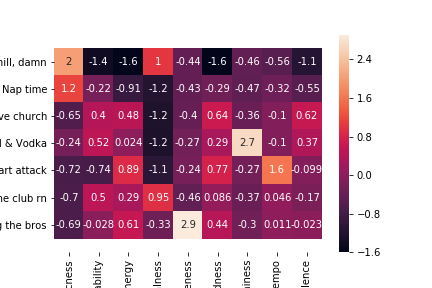 hill, damn 2 -1.4 -1.6 1 -0.44 -1.6 -0.46 -0.56 -1.1
Nap time 1.2 -0.22 -0.91 -1.2 -0.43 -0.29 -0.47 -0.32 -0.55
ve church -0.65 0.4 0.48 -1.2 -0.4 0.64 -0.36 -0.1 0.62
l & Vodka -0.24 0.52 0.024 -1.2 -0.27 0.29 2.7 -0.1 0.37
art attack -0.72 -0.74 0.89 -1.1 -0.24 0.77 -0.27 1.6 -0.099
he club rn -0.7 0.5 0.29 0.95 -0.46 0.086 -0.37 0.046 -0.17
g the bros -0.69 -0.028 0.61 -0.33 2.9 0.44 -0.3 0.011 -0.023
cness
ability
nergy
lness
eness
dness
iness
empo
lence
2.4
1.6
0.8
0.0
-0.8
-1.6